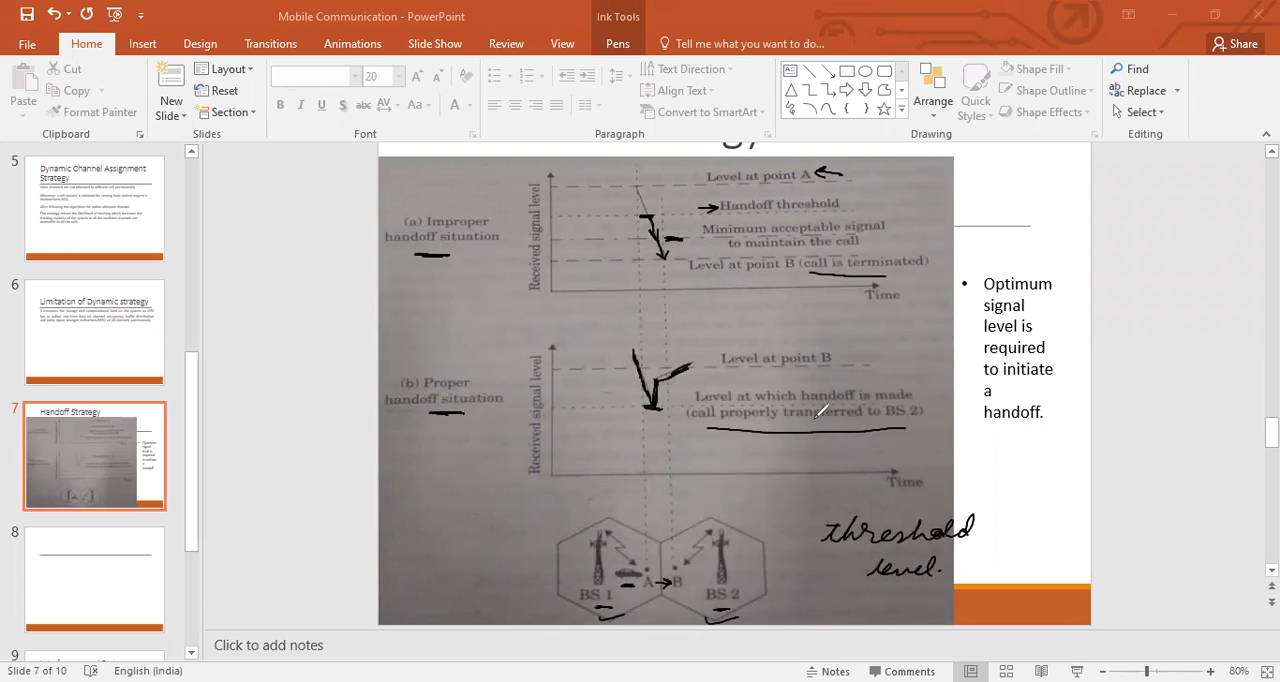 Mobile Communication - PowerPoint
Ink Tools
File
Home
Insert
Design
Transitions
Animations
Slide Show
Review
View
Pens
Tell me what you want to do...
Share
Paste
Cut
Copy
Format Painter
Clipboard
New
Slide
Layout
Reset
Section
Slides
20
B I U S abc AV Aa A
Font
Text Direction
Align Text
Convert to SmartArt
Paragraph
Arrange
Quick
Styles
Shape Fill
Shape Outline
Shape Effects
Drawing
Find
Replace
Select
Editing
5
Dynamic Channel Assignment
Strategy
6
Limitation of Dynamic strategy
7
Handoff Strategy
8
9
(a) Improper
handoff situation
Received signal level
Level at point A
Handoff threshold
Minimum acceptable signal
to maintain the call
Level at point B (call is terminated)
Time
(b) Proper
handoff situation
Received signal level
Level at point B
Level at which handoff is made
(call properly transferred to BS 2)
Time
A B
BS 1
BS 2
threshold
level.
• Optimum
signal
level is
required
to initiate
a
handoff.
Click to add notes
Slide 7 of 10
English (India)
Notes
Comments
80%